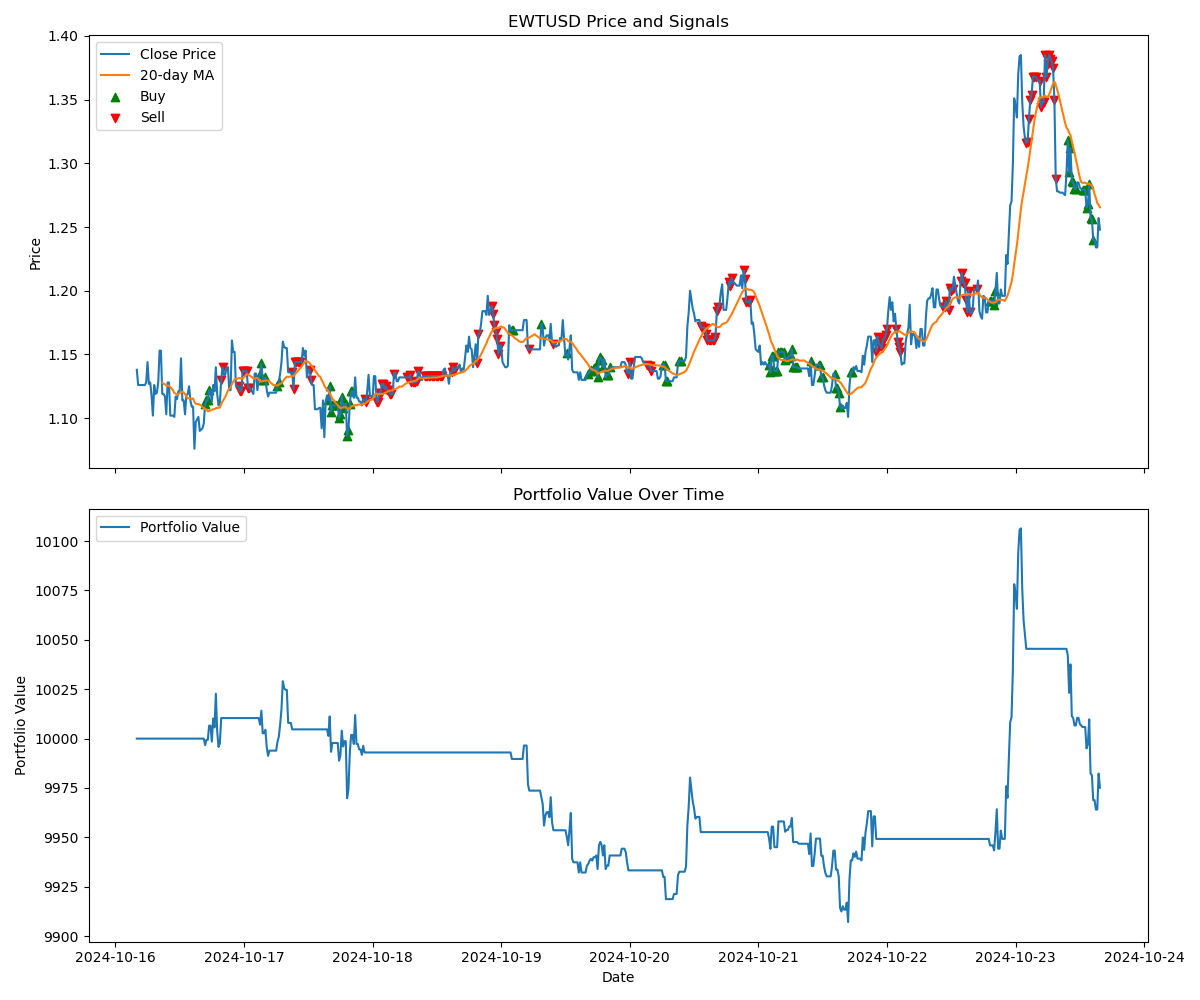 EWTUSD Price and Signals
Close Price
20-day MA
Buy
Sell
Price
1.40
1.35
1.30
1.25
1.20
1.15
1.10
Portfolio Value Over Time
Portfolio Value
Portfolio Value
10100
10075
10050
10025
10000
9975
9950
9925
9900
2024-10-16
2024-10-17
2024-10-18
2024-10-19
2024-10-20
2024-10-21
2024-10-22
2024-10-23
2024-10-24
Date